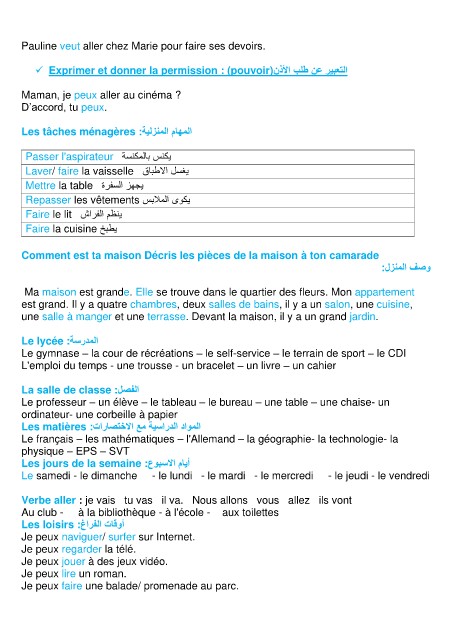 Pauline veut aller chez Marie pour faire ses devoirs.
✓ Exprimer et donner la permission : (pouvoir)التعبير عن طلب الأذن
Maman, je peux aller au cinéma ?
D'accord, tu peux.
Les tâches ménagères :المهام المنزلية
Passer l'aspirateur يكنس بالمكنسة
Laver/ faire la vaisselle يغسل الاطباق
Mettre la table يجهز السفرة
Repasser les vêtements يكوى الملابس
Faire le lit ينظم الفراش
Faire la cuisine يطبخ
Comment est ta maison Décris les pièces de la maison à ton camarade
وصف المنزل:
Ma maison est grande. Elle se trouve dans le quartier des fleurs. Mon appartement
est grand. Il y a quatre chambres, deux salles de bains, il y a un salon, une cuisine,
une salle à manger et une terrasse. Devant la maison, il y a un grand jardin.
Le lycée :المدرسة
Le gymnase – la cour de récréations – le self-service – le terrain de sport – le CDI
L'emploi du temps - une trousse - un bracelet – un livre – un cahier
La salle de classe :الفصل
Le professeur – un élève – le tableau – le bureau – une table – une chaise- un
ordinateur- une corbeille à papier
Les matières :المواد الدراسية مع الاختصارات
Le français – les mathématiques – l'Allemand – la géographie- la technologie- la
physique – EPS – SVT
Les jours de la semaine :أيام الاسبوع
Le samedi - le dimanche - le lundi - le mardi - le mercredi - le jeudi - le vendredi
Verbe aller : je vais tu vas il va. Nous allons vous allez ils vont
Au club - à la bibliothèque - à l'école - aux toilettes
Les loisirs :أوقات الفراغ
Je peux naviguer/ surfer sur Internet.
Je peux regarder la télé.
Je peux jouer à des jeux vidéo.
Je peux lire un roman.
Je peux faire une balade/ promenade au parc.